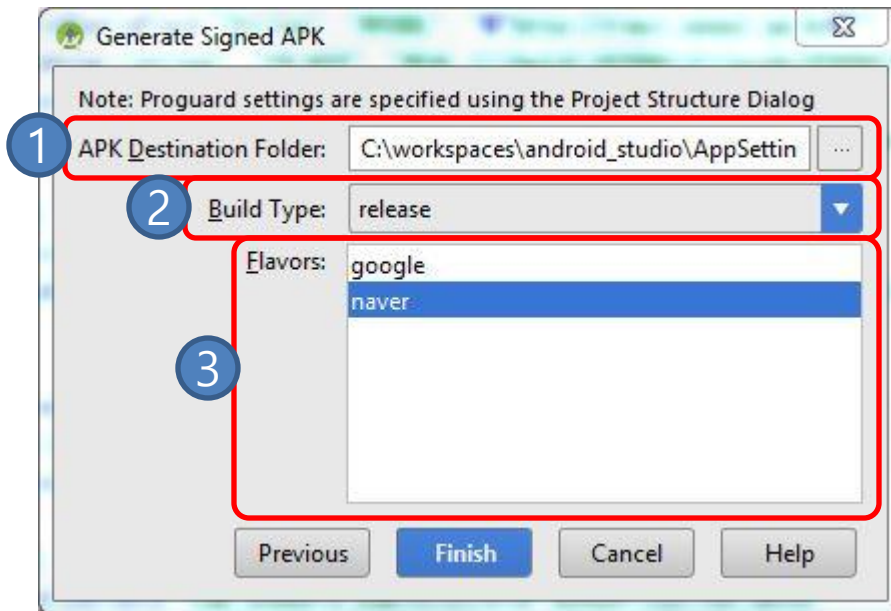 Generate Signed APK
Note: Proguard settings are specified using the Project Structure Dialog
1
APK Destination Folder: C:\workspaces\android_studio\AppSettin ...
2
Build Type: release
3
Flavors: google
naver
Previous Finish Cancel Help